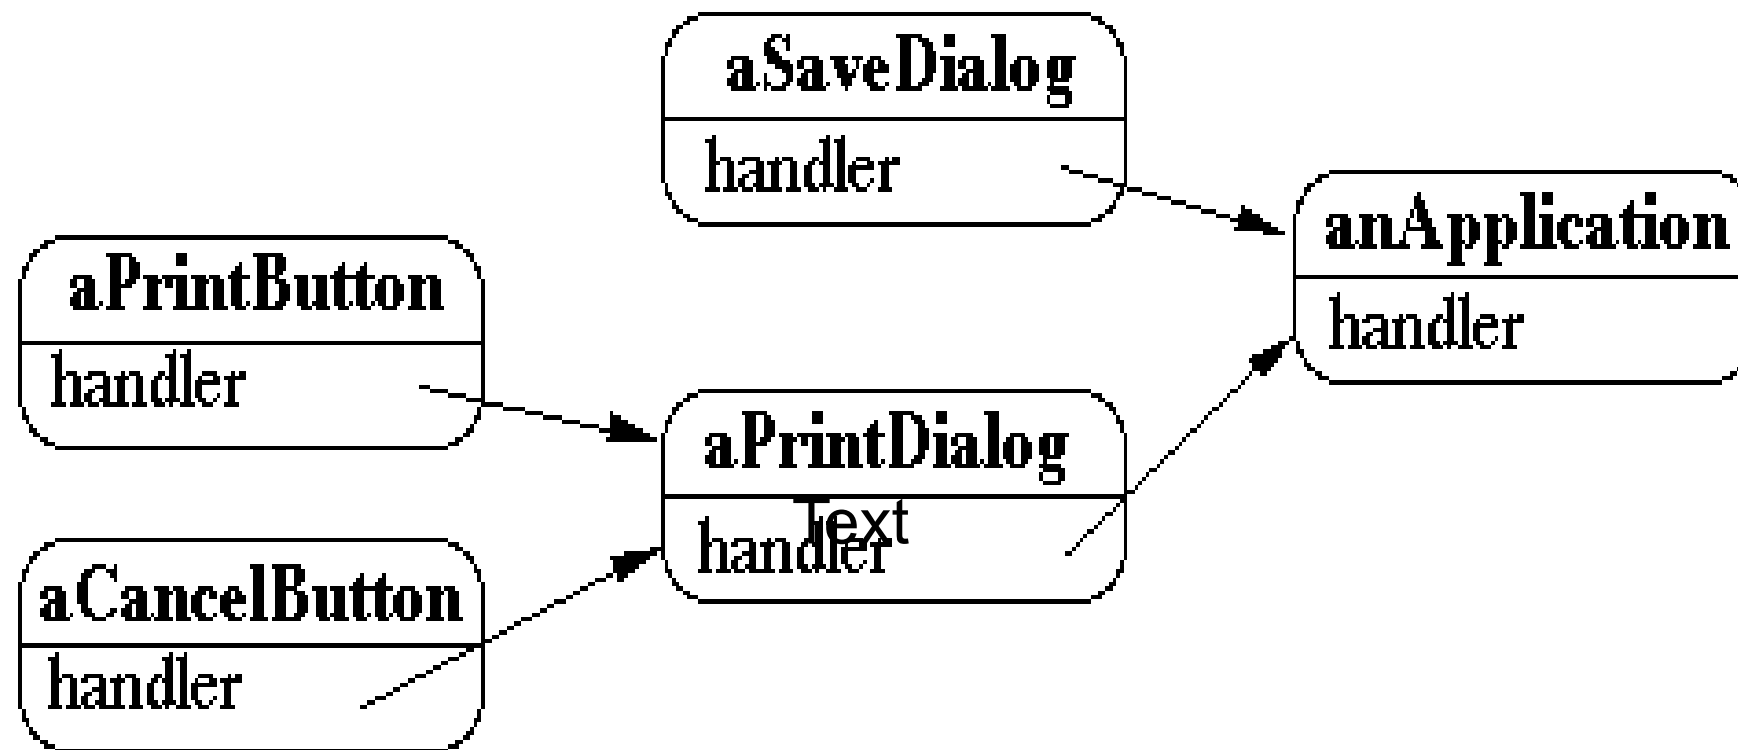 aSaveDialog
handler
anApplication
handler
aPrintButton
handler
aPrintDialog
Text
handler
aCancelButton
handler